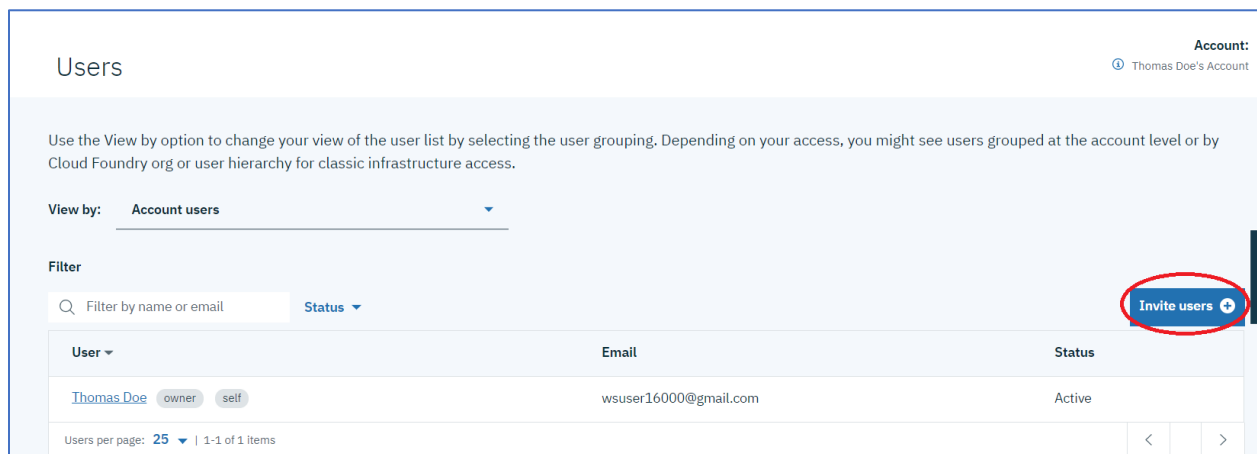 Users
Account:
Thomas Doe's Account
Use the View by option to change your view of the user list by selecting the user grouping. Depending on your access, you might see users grouped at the account level or by
Cloud Foundry org or user hierarchy for classic infrastructure access.
View by: Account users
Filter
Filter by name or email Status Invite users
User Email Status
Thomas Doe owner self wsuser16000@gmail.com Active
Users per page: 25 | 1-1 of 1 items